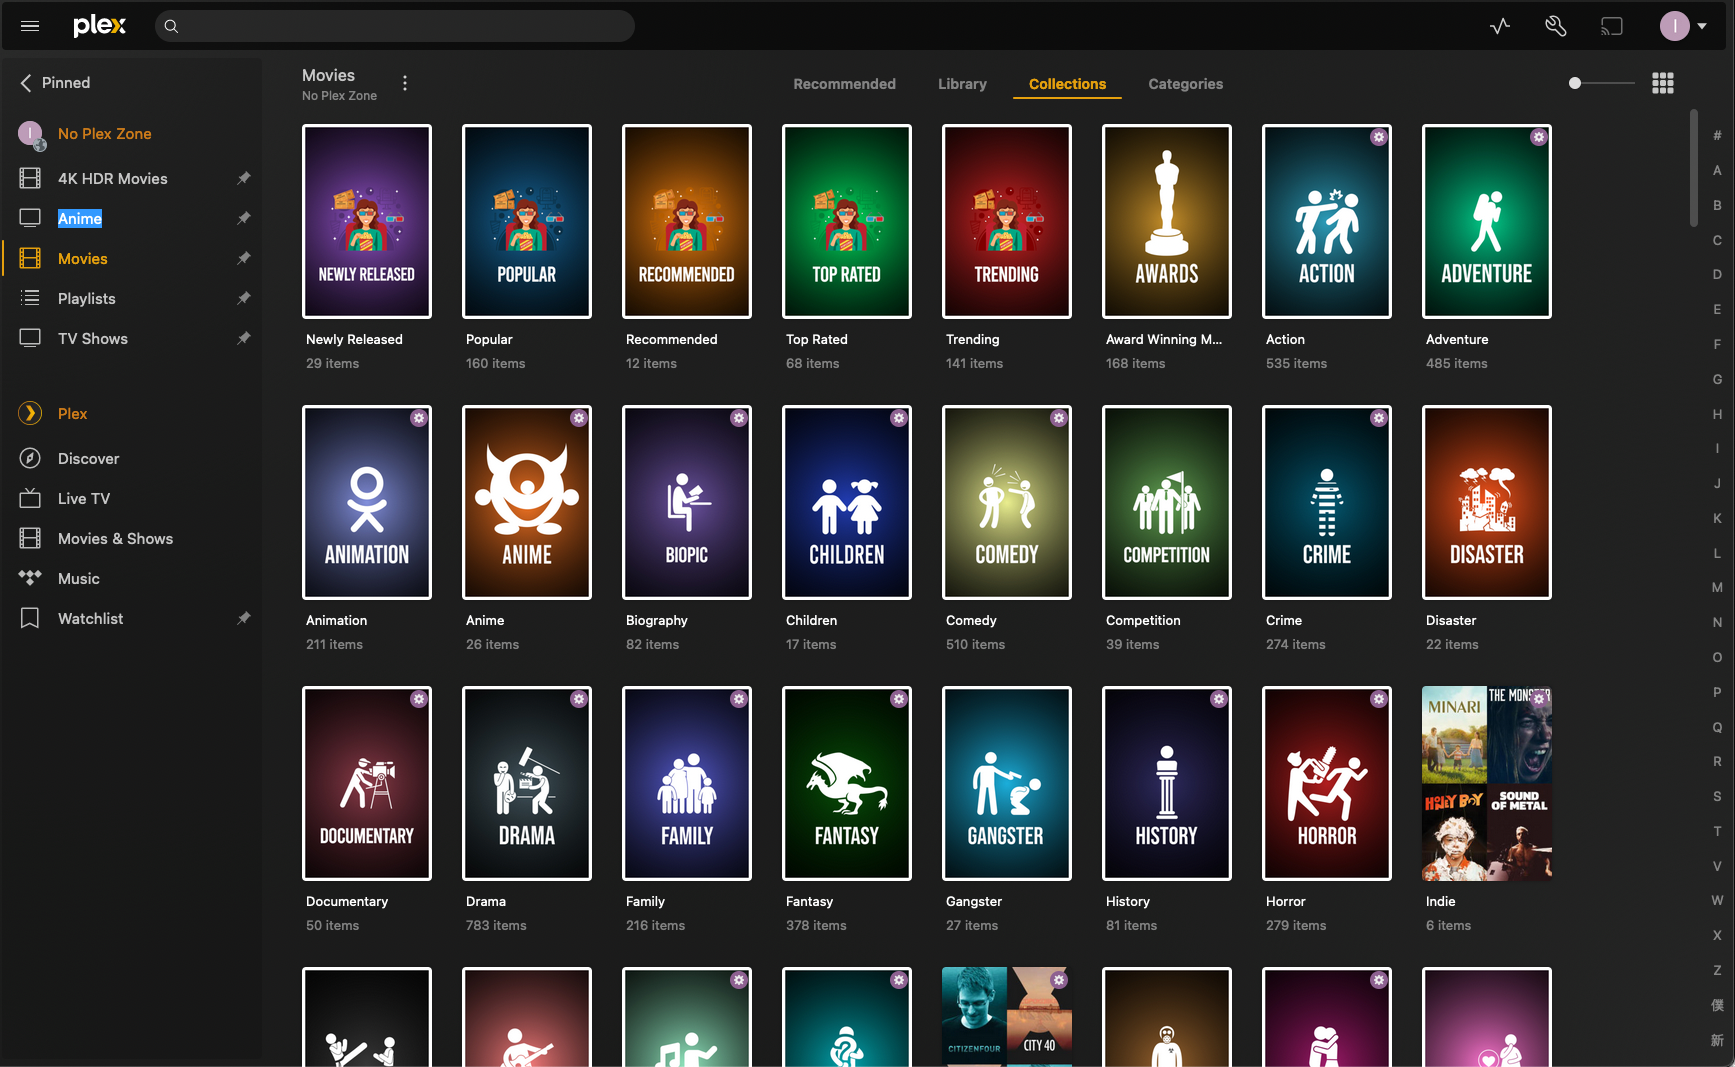 plex
I
Pinned
I
No Plex Zone
4K HDR Movies
Anime
Movies
Playlists
TV Shows
Plex
Discover
Live TV
Movies & Shows
Music
Watchlist
Movies
No Plex Zone
Recommended
Library
Collections
Categories
NEWLY RELEASED
POPULAR
RECOMMENDED
TOP RATED
TRENDING
AWARDS
ACTION
ADVENTURE
Newly Released
Popular
Recommended
Top Rated
Trending
Award Winning M...
Action
Adventure
29 items
160 items
12 items
68 items
141 items
168 items
535 items
485 items
ANIMATION
ANIME
BIOPIC
CHILDREN
COMEDY
COMPETITION
CRIME
DISASTER
Animation
Anime
Biography
Children
Comedy
Competition
Crime
Disaster
211 items
26 items
82 items
17 items
510 items
39 items
274 items
22 items
DOCUMENTARY
DRAMA
FAMILY
FANTASY
GANGSTER
HISTORY
HORROR
MINARI
THE MONSTER
HONEY BOY
SOUND
OF METAL
Documentary
Drama
Family
Fantasy
Gangster
History
Horror
Indie
50 items
783 items
216 items
378 items
27 items
81 items
279 items
6 items
CITIZENFOUR
CITY 40
#
A
B
C
D
E
F
G
H
I
J
K
L
M
N
O
P
Q
R
S
T
V
W
X
Z
僕
新